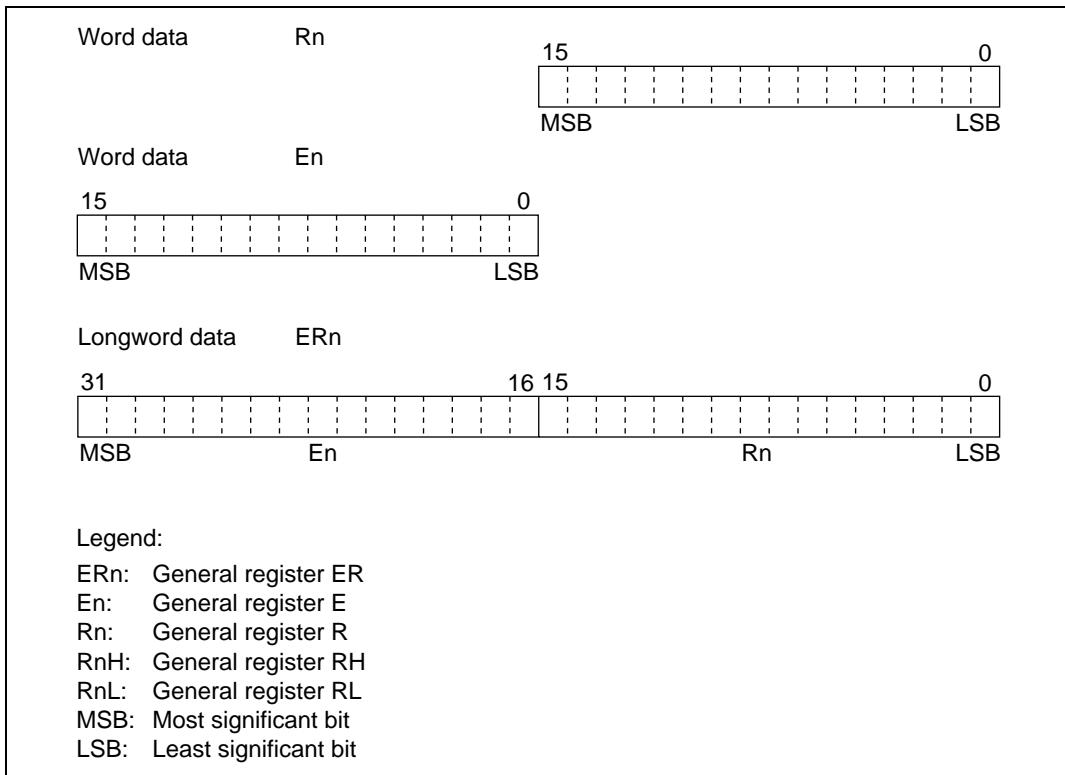 Word data Rn
15 0
MSB LSB
Word data En
15 0
MSB LSB
Longword data ERn
31 16 15 0
MSB En Rn LSB
Legend:
ERn: General register ER
En: General register E
Rn: General register R
RnH: General register RH
RnL: General register RL
MSB: Most significant bit
LSB: Least significant bit